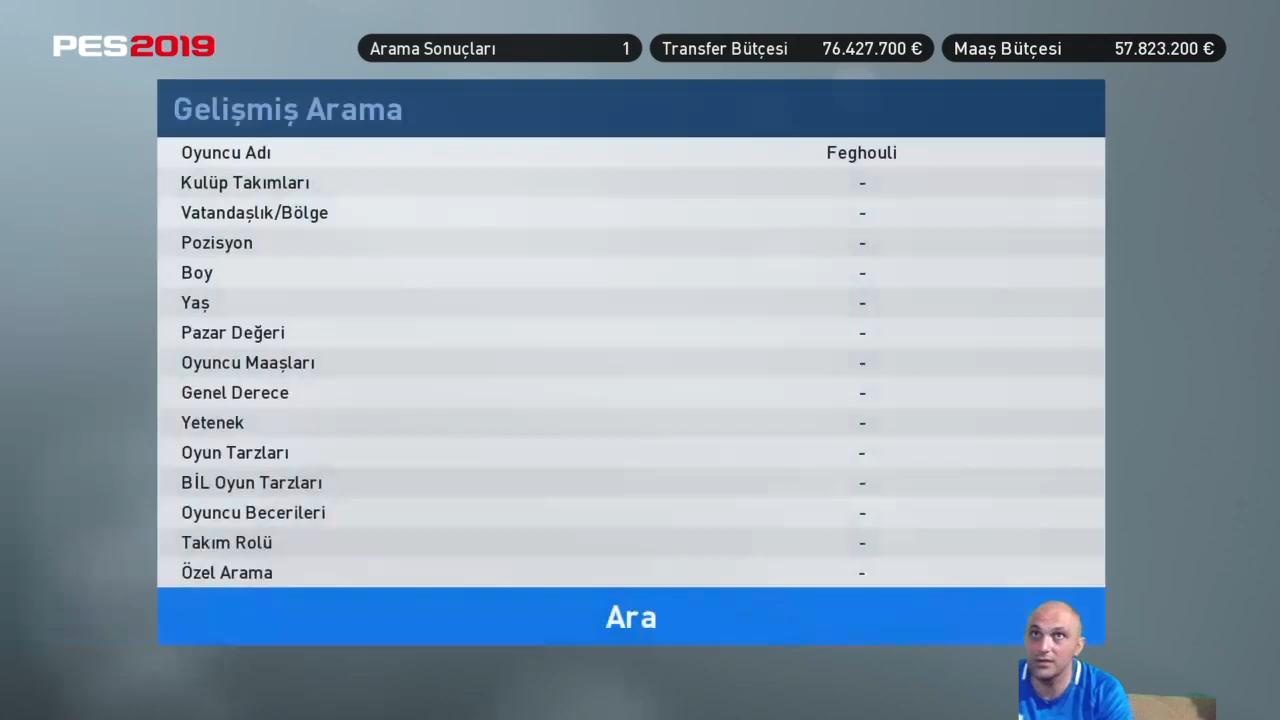 PES2019
Arama Sonuçları 1
Transfer Bütçesi 76.427.700 €
Maaş Bütçesi 57.823.200 €
Gelişmiş Arama
Oyuncu Adı Feghouli
Kulüp Takımları -
Vatandaşlık/Bölge -
Pozisyon -
Boy -
Yaş -
Pazar Değeri -
Oyuncu Maaşları -
Genel Derece -
Yetenek -
Oyun Tarzları -
BİL Oyun Tarzları -
Oyuncu Becerileri -
Takım Rolü -
Özel Arama -
Ara